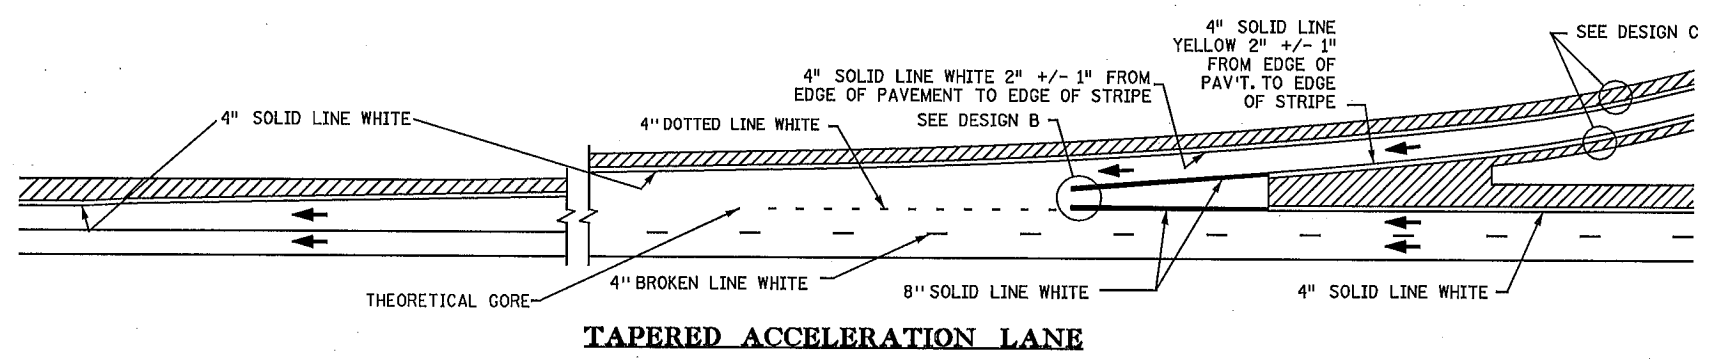 4" SOLID LINE
YELLOW 2" +/- 1"
FROM EDGE OF
PAV'T. TO EDGE
OF STRIPE
SEE DESIGN C
4" SOLID LINE WHITE 2" +/- 1" FROM
EDGE OF PAVEMENT TO EDGE OF STRIPE
4" SOLID LINE WHITE
4" DOTTED LINE WHITE
SEE DESIGN B
THEORETICAL GORE
4" BROKEN LINE WHITE
8" SOLID LINE WHITE
4" SOLID LINE WHITE
TAPERED ACCELERATION LANE